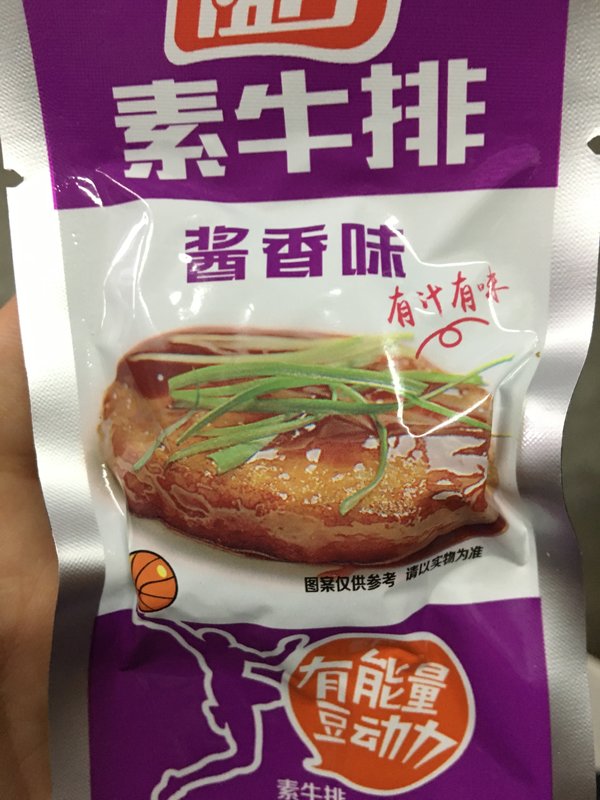 素牛排
酱香味
有汁有味
图案仅供参考 请以实物为准
有能量
豆动力
素牛排